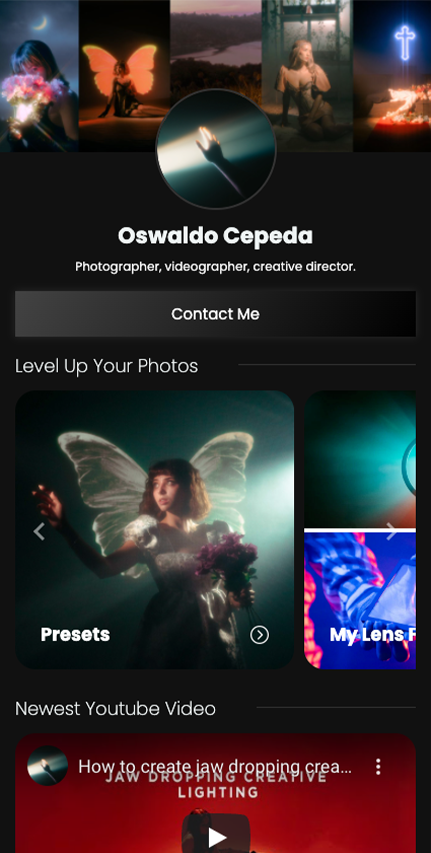 Oswaldo Cepeda
Photographer, videographer, creative director.
Contact Me
Level Up Your Photos
Presets
My Lens F
Newest Youtube Video
How to create jaw dropping crea...
JAW DROPPING CREATIVE
LIGHTING